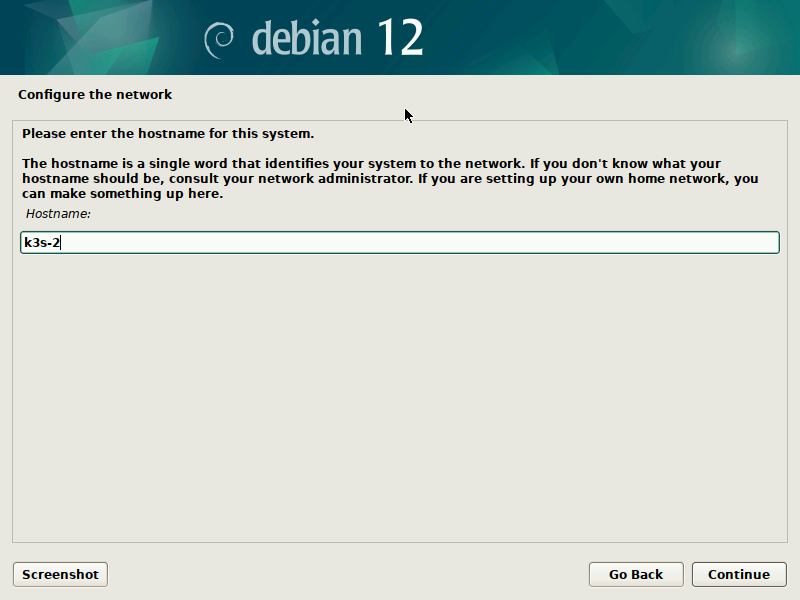 debian 12
Configure the network
Please enter the hostname for this system.
The hostname is a single word that identifies your system to the network. If you don't know what your
hostname should be, consult your network administrator. If you are setting up your own home network, you
can make something up here.
Hostname:
k3s-2
Screenshot
Go Back
Continue